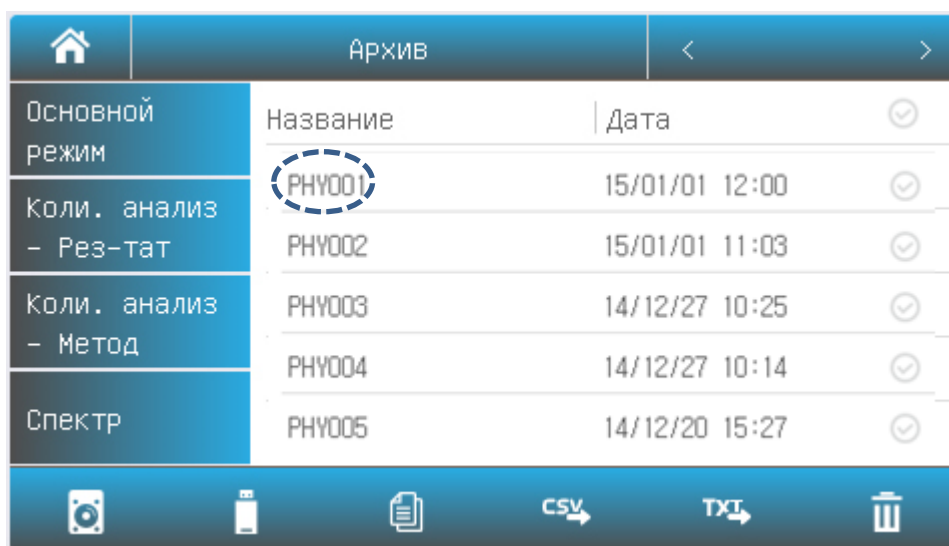 Архив
< >
Основной
режим
Коли. анализ
- Рез-тат
Коли. анализ
- Метод
Спектр
Название Дата
PHY001 15/01/01 12:00
PHY002 15/01/01 11:03
PHY003 14/12/27 10:25
PHY004 14/12/27 10:14
PHY005 14/12/20 15:27
CSV TXT